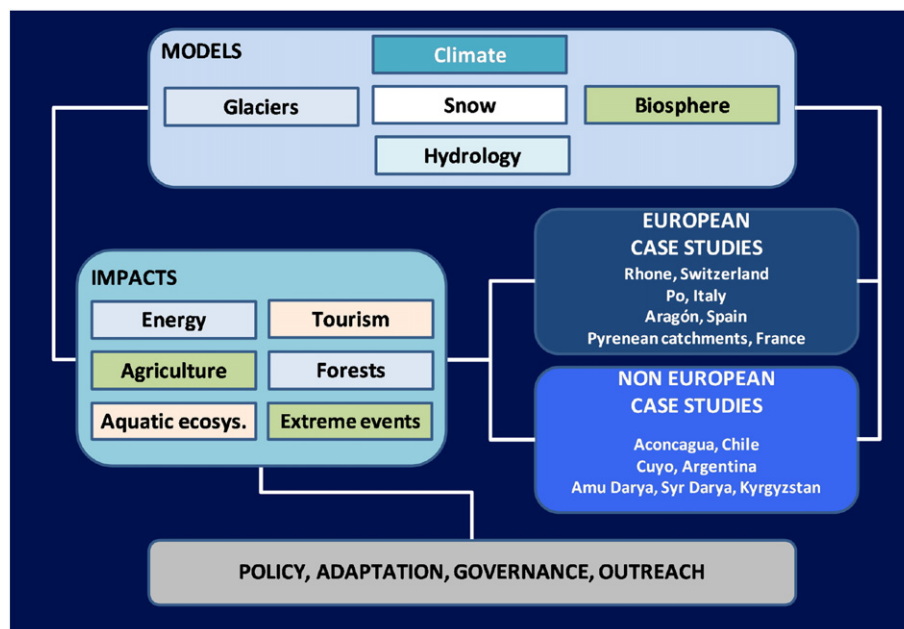 MODELS
Climate
Glaciers
Snow
Biosphere
Hydrology
IMPACTS
Energy
Tourism
Agriculture
Forests
Aquatic ecosys.
Extreme events
EUROPEAN
CASE STUDIES
Rhone, Switzerland
Po, Italy
Aragón, Spain
Pyrenean catchments, France
NON EUROPEAN
CASE STUDIES
Aconcagua, Chile
Cuyo, Argentina
Amu Darya, Syr Darya, Kyrgyzstan
POLICY, ADAPTATION, GOVERNANCE, OUTREACH